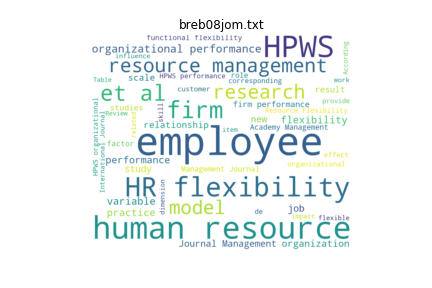 breb08jom.txt
functional flexibility
HPWS
organizational performance
influence
According
resource management
Table
scale
HPWS performance
role
corresponding
work
et al
research
customer
result
provide
studies
firm
firm performance
Resource Flexibility
HPWS organizational
International Journal
Review
skill
related
relationship
item
new
flexibility
Academy Management
employee
factor
performance
effect
organizational
study
Management Journal
HR flexibility
variable
dimension
model
de
job
practice
impact
flexible
human resource
Journal Management
organization